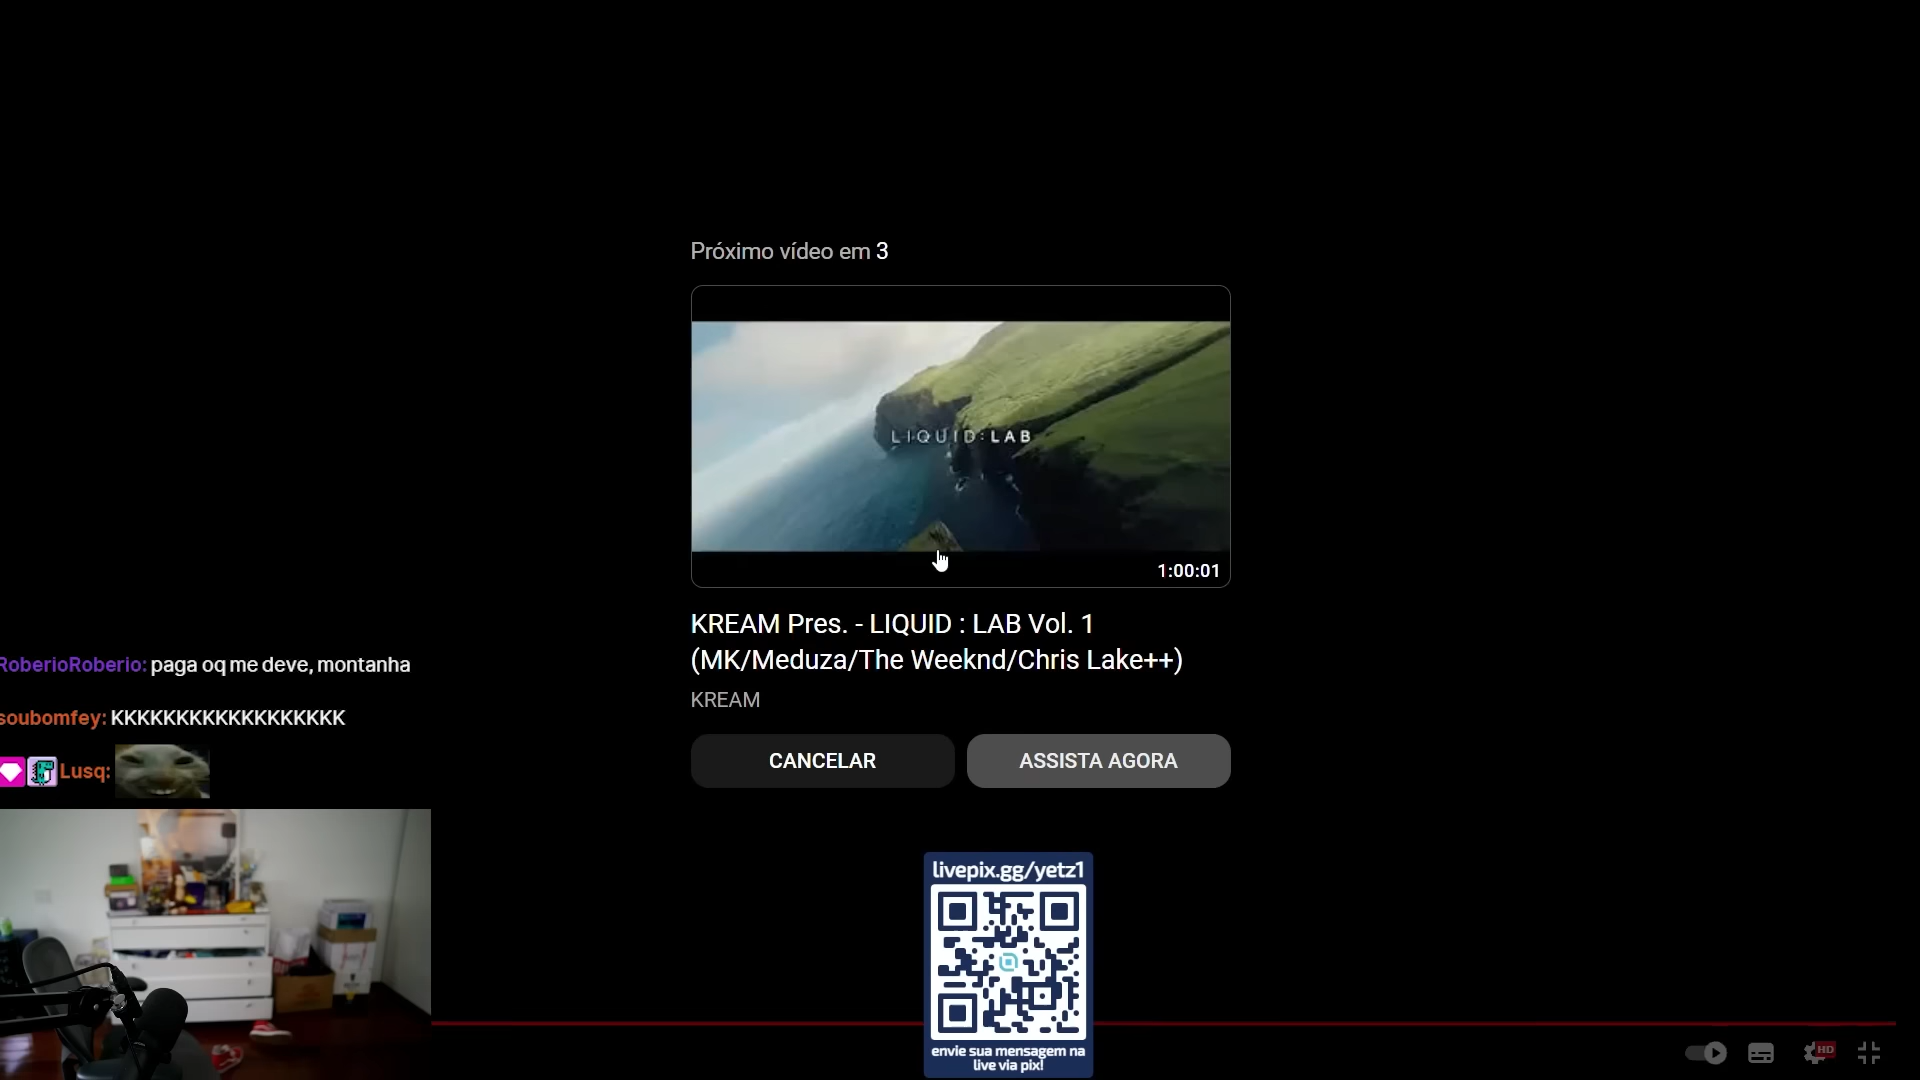 Próximo vídeo em 3
LIQUID:LAB
1:00:01
KREAM Pres. - LIQUID : LAB Vol. 1
(MK/Meduza/The Weeknd/Chris Lake++)
KREAM
CANCELAR
ASSISTA AGORA
RoberioRoberio: paga oq me deve, montanha
soubomfey: KKKKKKKKKKKKKKKKKK
Lusq:
livepix.gg/yetz1
envie sua mensagem na
live via pix!
HD